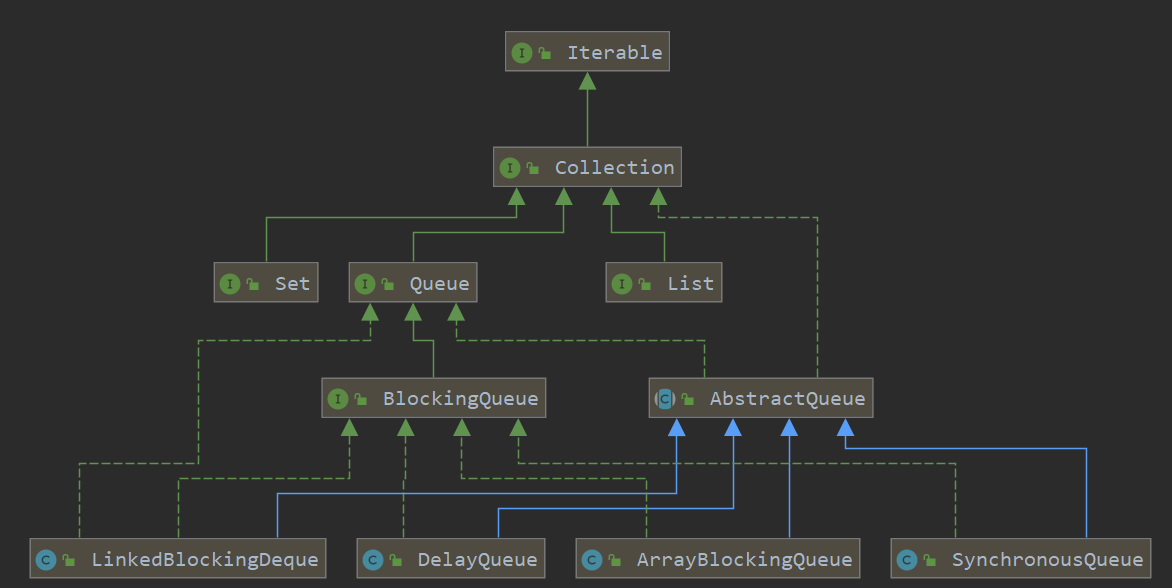 I Iterable
I Collection
I Set
I Queue
I List
I BlockingQueue
C AbstractQueue
C LinkedBlockingDeque
C DelayQueue
C ArrayBlockingQueue
C SynchronousQueue